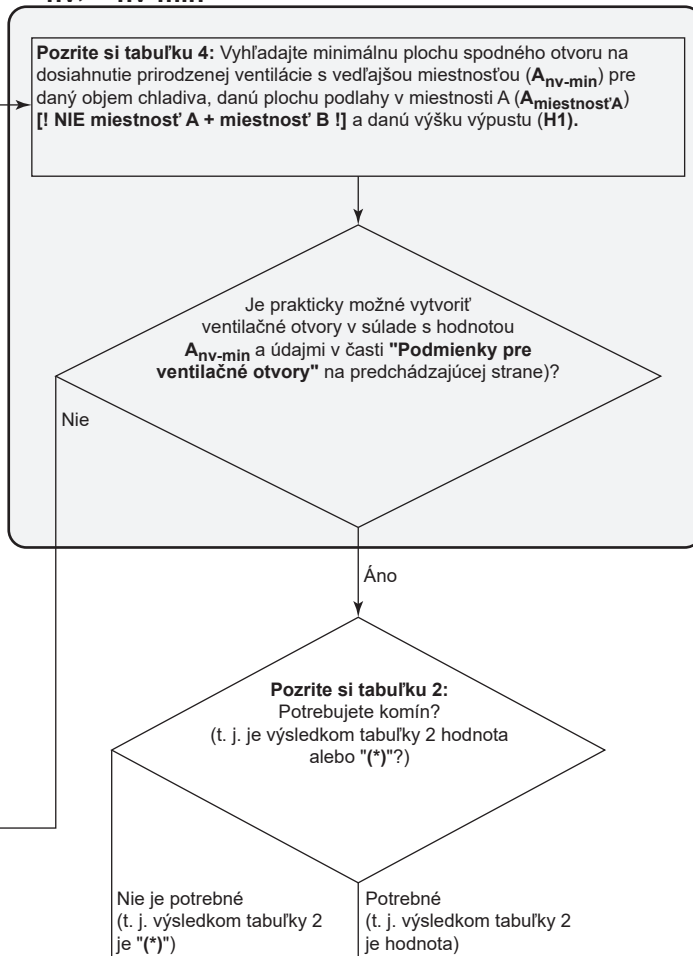 Pozrite si tabuľku 4: Vyhľadajte minimálnu plochu spodného otvoru na
dosiahnutie prirodzenej ventilácie s vedľajšou miestnosťou (Anv-min) pre
daný objem chladiva, danú plochu podlahy v miestnosti A (AmiestnosťA)
[! NIE miestnosť A + miestnosť B !] a danú výšku výpustu (H1).
Je prakticky možné vytvoriť
ventilačné otvory v súlade s hodnotou
Anv-min a údajmi v časti "Podmienky pre
ventilačné otvory" na predchádzajúcej strane)?
Nie
Áno
Pozrite si tabuľku 2:
Potrebujete komín?
(t. j. je výsledkom tabuľky 2 hodnota
alebo "(*)"?)
Nie je potrebné
(t. j. výsledkom tabuľky 2
je "(*)")
Potrebné
(t. j. výsledkom tabuľky 2
je hodnota)